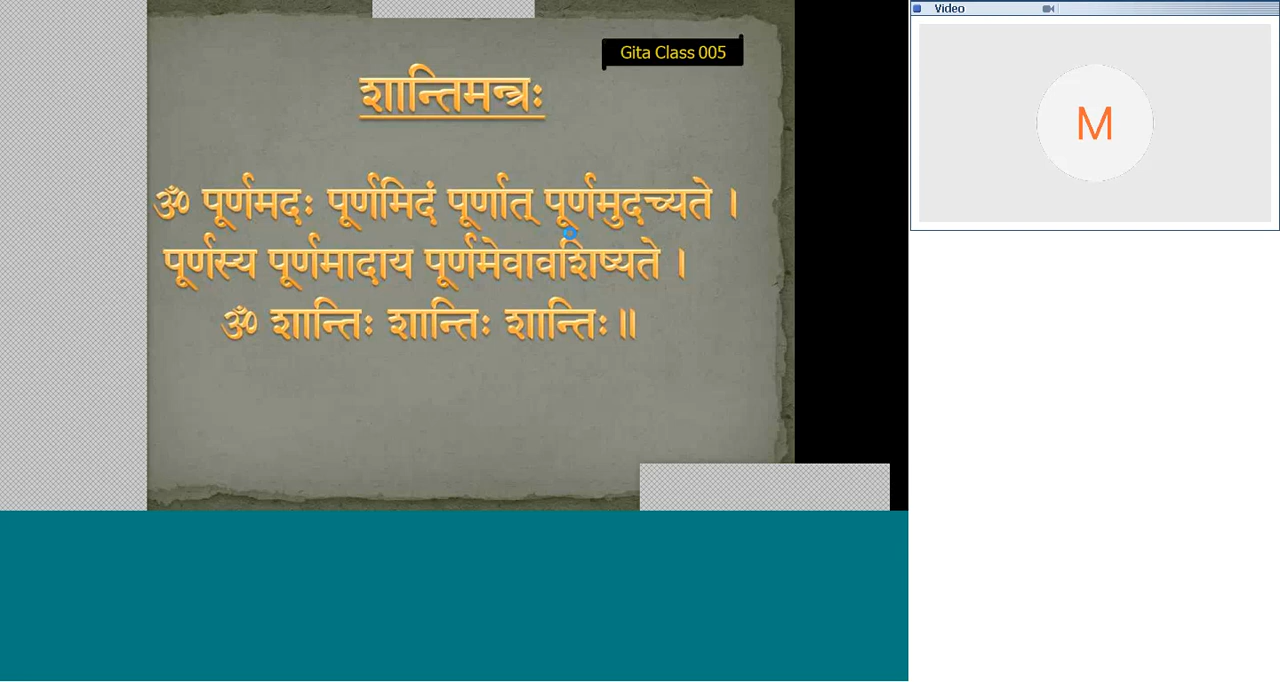 Video
Gita Class 005
शान्तिमन्त्रः
ॐ पूर्णमदः पूर्णमिदं पूर्णात् पूर्णमुदच्यते ।
पूर्णस्य पूर्णमादाय पूर्णमेवावशिष्यते ।
ॐ शान्तिः शान्तिः शान्तिः॥
M